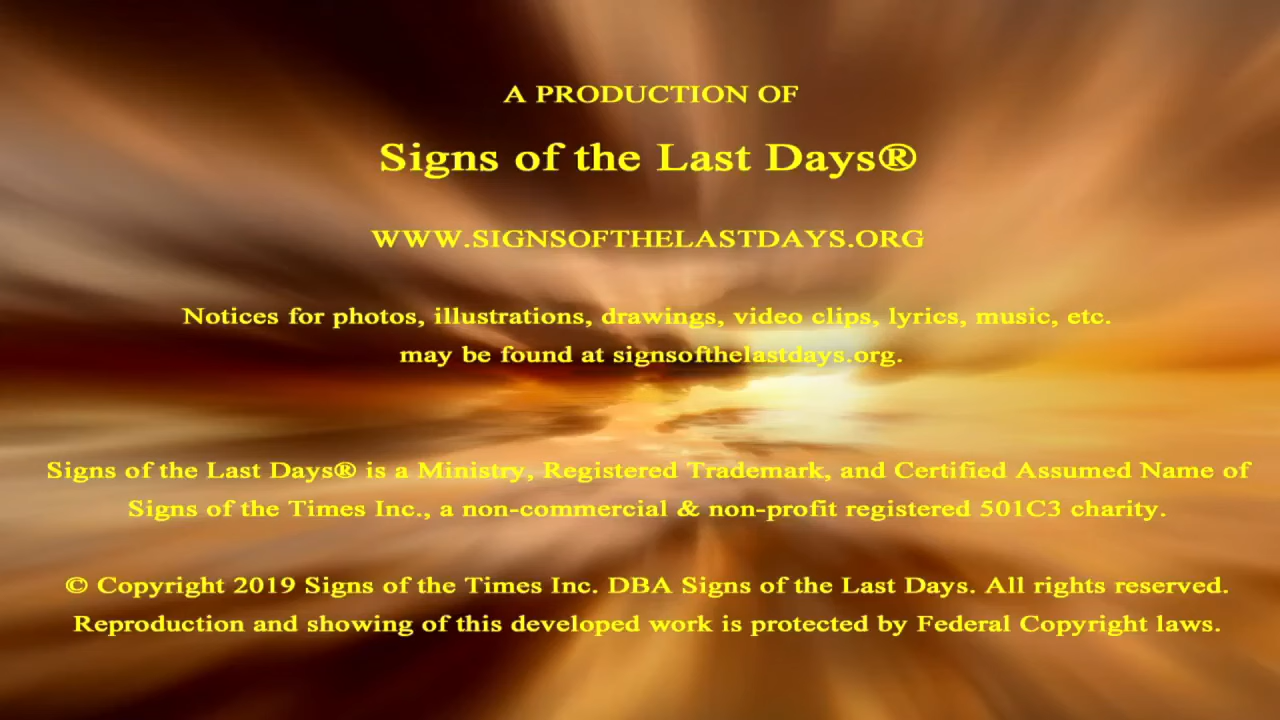 A PRODUCTION OF
Signs of the Last Days®
WWW.SIGNSOFTHELASTDAYS.ORG
Notices for photos, illustrations, drawings, video clips, lyrics, music, etc.
may be found at signsofthelastdays.org.
Signs of the Last Days® is a Ministry, Registered Trademark, and Certified Assumed Name of
Signs of the Times Inc., a non-commercial & non-profit registered 501C3 charity.
© Copyright 2019 Signs of the Times Inc. DBA Signs of the Last Days. All rights reserved.
Reproduction and showing of this developed work is protected by Federal Copyright laws.